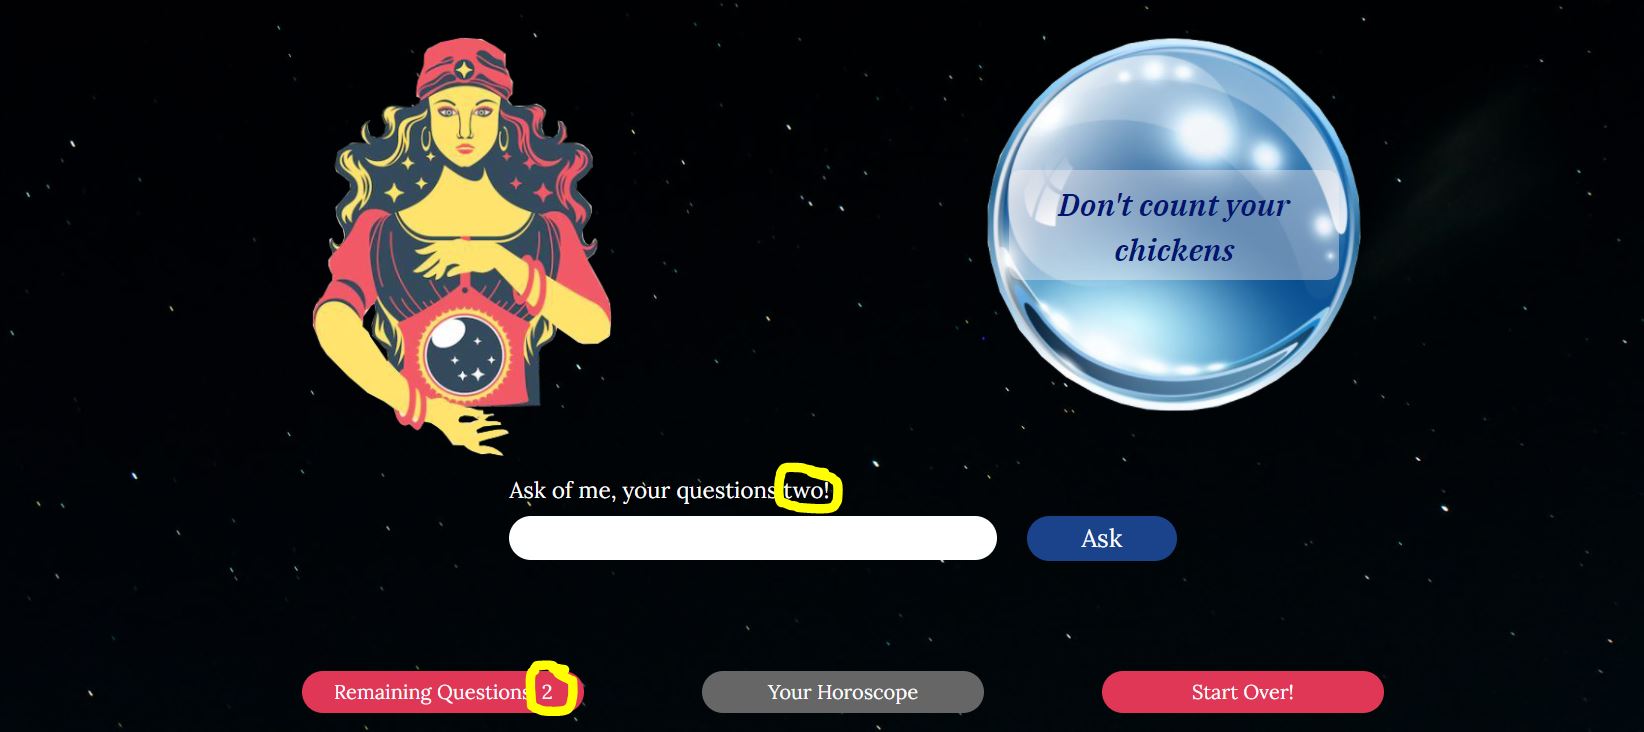 Don't count your
chickens
Ask of me, your questions two!
Ask
Remaining Questions 2
Your Horoscope
Start Over!